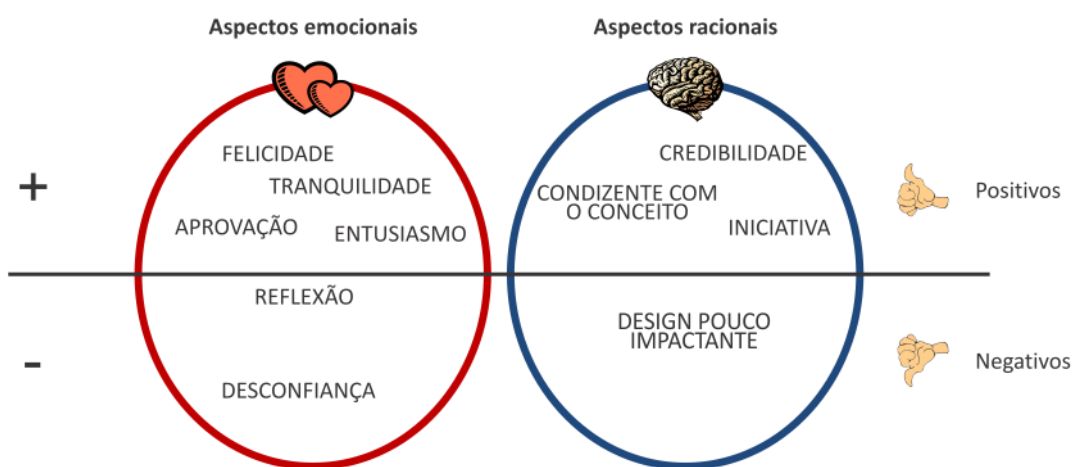 Aspectos emocionais
Aspectos racionais
FELICIDADE
TRANQUILIDADE
APROVAÇÃO
ENTUSIASMO
CREDIBILIDADE
CONDIZENTE COM
O CONCEITO
INICIATIVA
+
Positivos
REFLEXÃO
DESCONFIANÇA
DESIGN POUCO
IMPACTANTE
-
Negativos